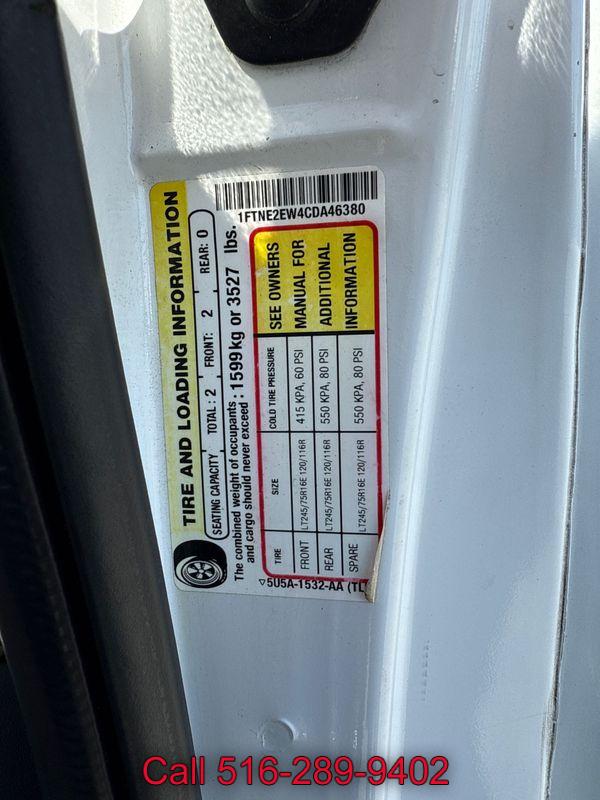 1FTNE2EW4CDA46380
TIRE AND LOADING INFORMATION
SEATING CAPACITY TOTAL: 2 FRONT: 2 REAR: 0
The combined weight of occupants
and cargo should never exceed : 1599kg or 3527 lbs.
TIRE SIZE COLD TIRE PRESSURE SEE OWNERS
FRONT LT245/75R16E 120/116R 415 KPA, 60 PSI MANUAL FOR
REAR LT245/75R16E 120/116R 550 KPA, 80 PSI ADDITIONAL
SPARE LT245/75R16E 120/116R 550 KPA, 80 PSI INFORMATION
▽5U5A-1532-AA (TL
Call 516-289-9402